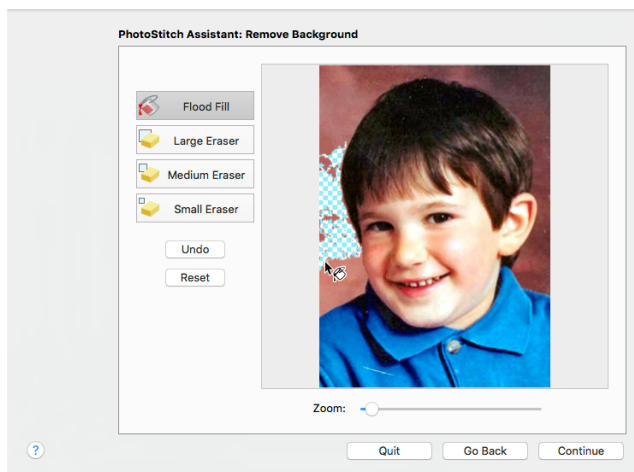 PhotoStitch Assistant: Remove Background
Flood Fill
Large Eraser
Medium Eraser
Small Eraser
Undo
Reset
Zoom:
?
Quit
Go Back
Continue